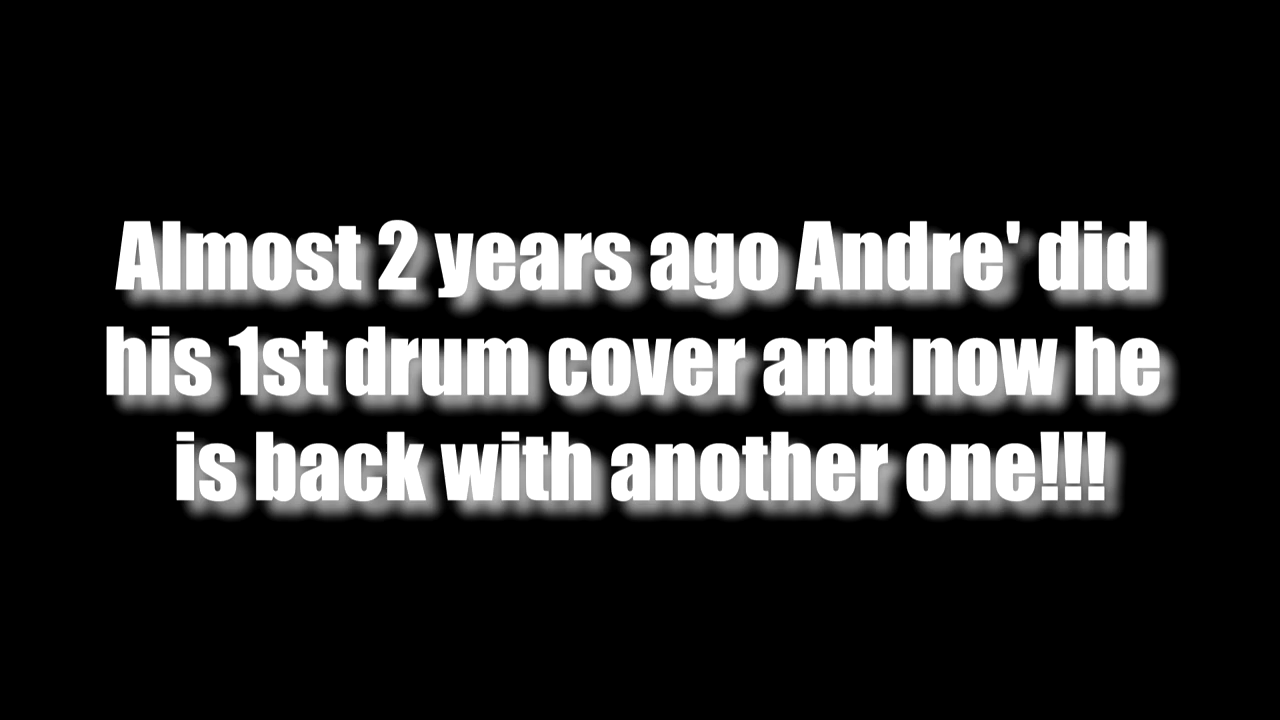 Almost 2 years ago Andre' did
his 1st drum cover and now he
is back with another one!!!